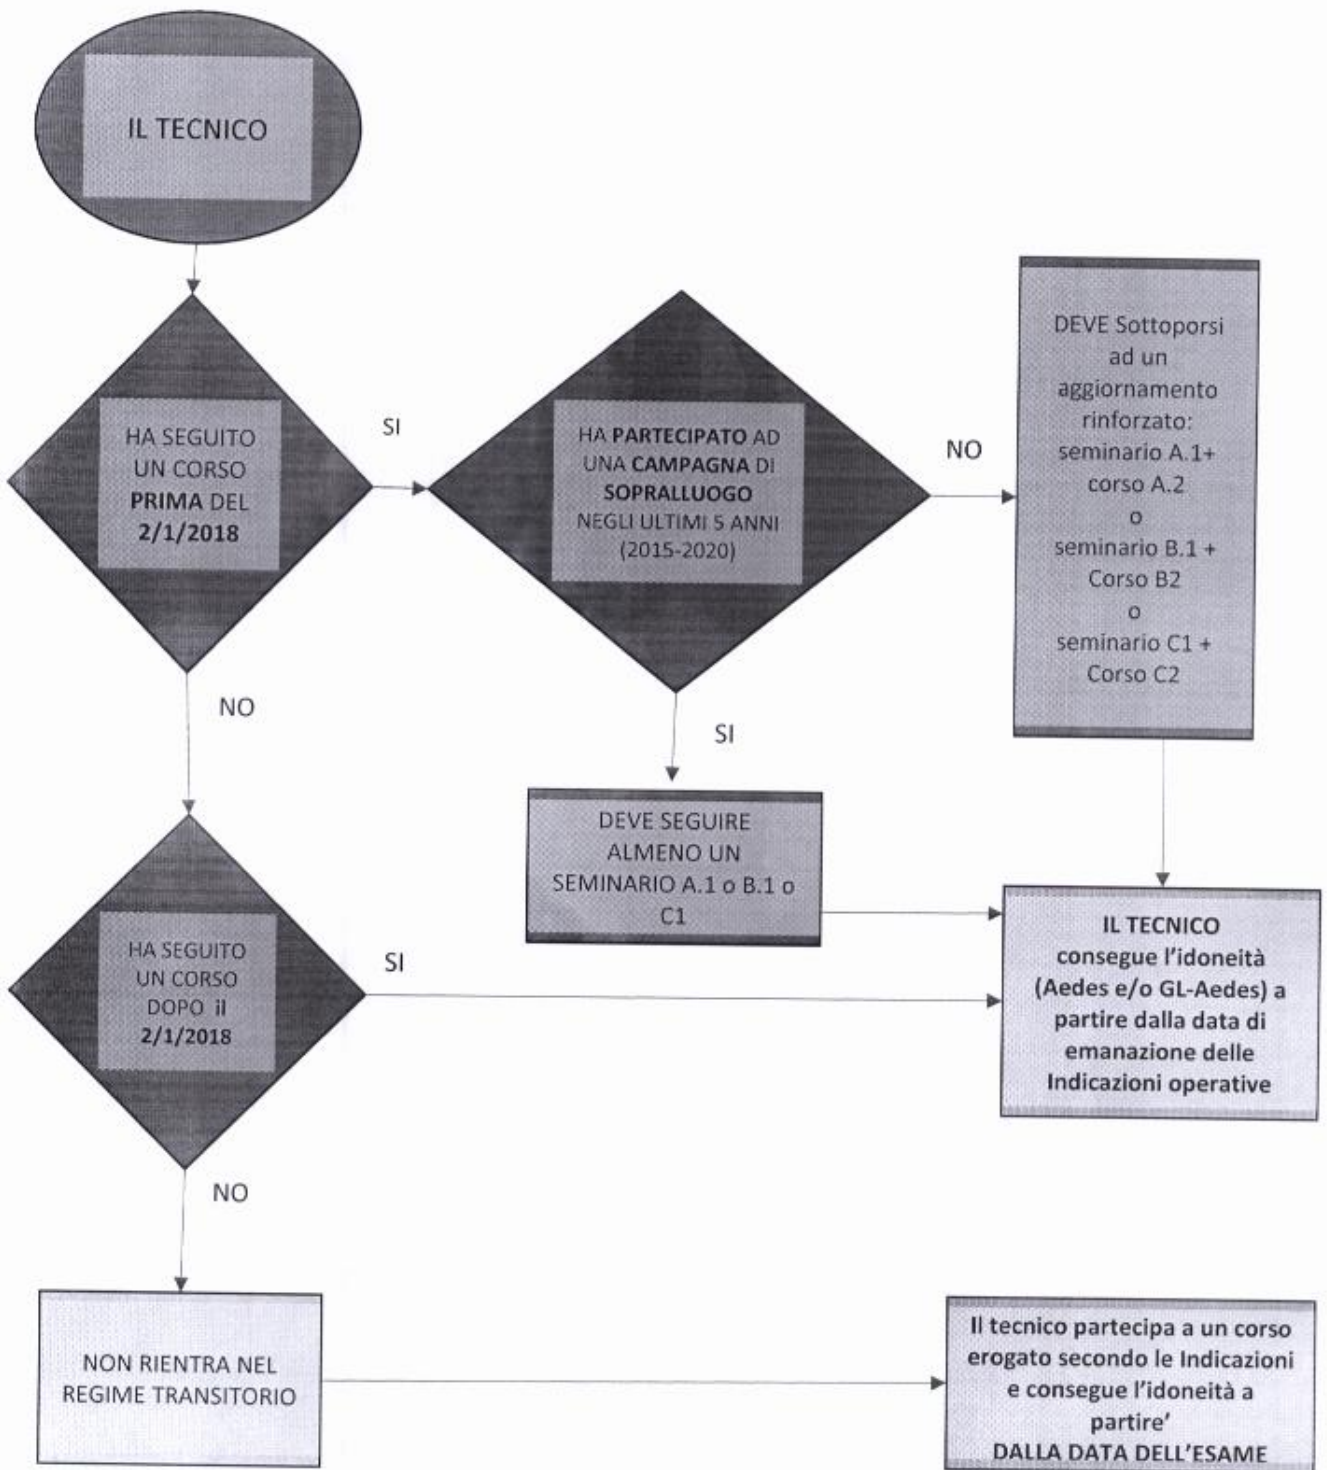 IL TECNICO
HA SEGUITO
UN CORSO
PRIMA DEL
2/1/2018
SI
HA PARTECIPATO AD
UNA CAMPAGNA DI
SOPRALLUOGO
NEGLI ULTIMI 5 ANNI
(2015-2020)
NO
DEVE Sottoporsi
ad un
aggiornamento
rinforzato:
seminario A.1+
corso A.2
o
seminario B.1 +
Corso B2
o
seminario C1 +
Corso C2
NO
SI
DEVE SEGUIRE
ALMENO UN
SEMINARIO A.1 o B.1 o
C1
HA SEGUITO
UN CORSO
DOPO il
2/1/2018
SI
IL TECNICO
consegue l'idoneità
(Aedes e/o GL-Aedes) a
partire dalla data di
emanazione delle
Indicazioni operative
NO
NON RIENTRA NEL
REGIME TRANSITORIO
Il tecnico partecipa a un corso
erogato secondo le Indicazioni
e consegue l'idoneità a
partire'
DALLA DATA DELL'ESAME